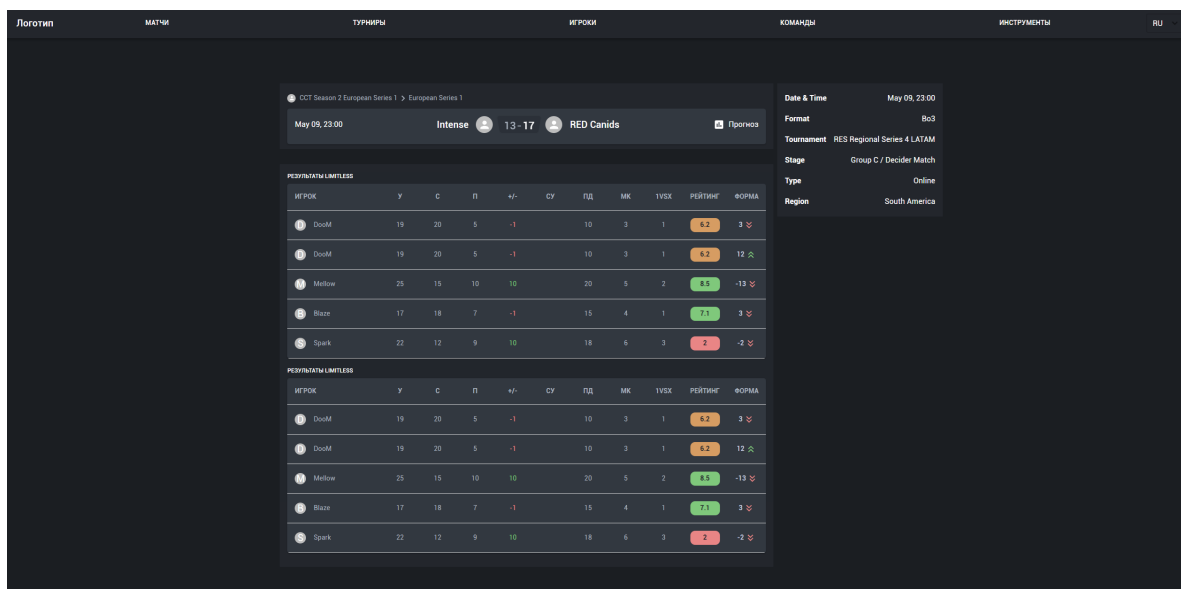 Логотип МАТЧИ ТУРНИРЫ ИГРОКИ КОМАНДЫ ИНСТРУМЕНТЫ RU
CCT Season 2 European Series 1 > European Series 1
May 09, 23:00 Intense 13-17 RED Canids Прогноз
РЕЗУЛЬТАТЫ LIMITLESS
ИГРОК У С П +/- СУ ПД МК 1VSX РЕЙТИНГ ФОРМА
D DooM 19 20 5 -1 10 3 1 6.2 3
D DooM 19 20 5 -1 10 3 1 6.2 12
M Mellow 25 15 10 10 20 5 2 8.5 -13
B Blaze 17 18 7 -1 15 4 1 7.1 3
S Spark 22 12 9 10 18 6 3 2 -2
РЕЗУЛЬТАТЫ LIMITLESS
ИГРОК У С П +/- СУ ПД МК 1VSX РЕЙТИНГ ФОРМА
D DooM 19 20 5 -1 10 3 1 6.2 3
D DooM 19 20 5 -1 10 3 1 6.2 12
M Mellow 25 15 10 10 20 5 2 8.5 -13
B Blaze 17 18 7 -1 15 4 1 7.1 3
S Spark 22 12 9 10 18 6 3 2 -2
Date & Time May 09, 23:00
Format Bo3
Tournament RES Regional Series 4 LATAM
Stage Group C / Decider Match
Type Online
Region South America